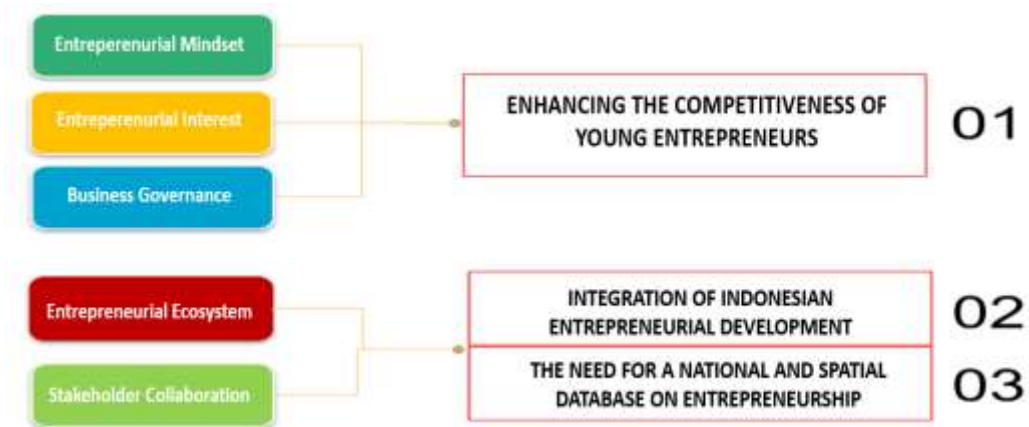 Entreperenurial Mindset
Entreperenurial Interest
Business Governance
ENHANCING THE COMPETITIVENESS OF
YOUNG ENTREPRENEURS
01
Entrepreneurial Ecosystem
Stakeholder Collaboration
INTEGRATION OF INDONESIAN
ENTREPRENEURIAL DEVELOPMENT
02
THE NEED FOR A NATIONAL AND SPATIAL
DATABASE ON ENTREPRENEURSHIP
03